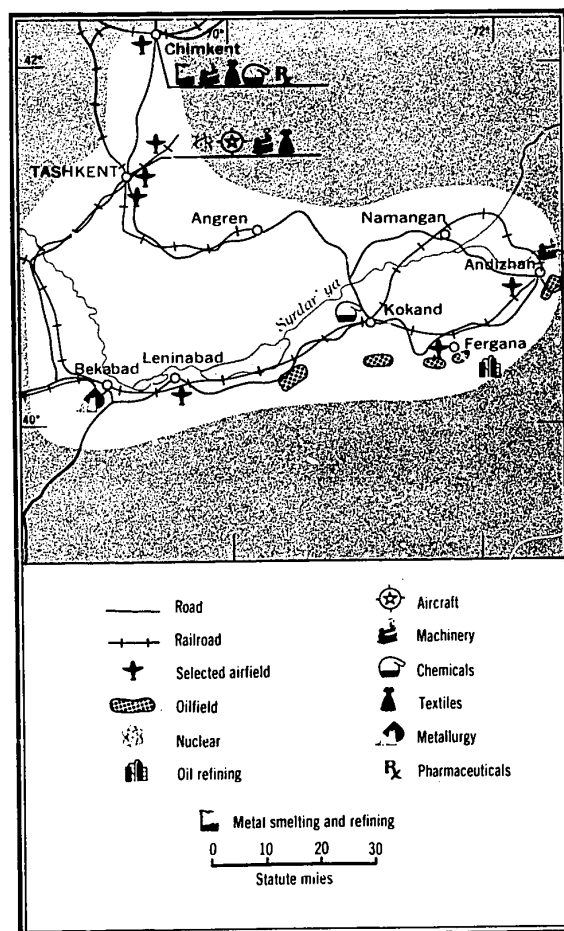 70°
72°
42°
Chimkent
Rx
TASHKENT
Angren
Namangan
Andizhan
Syrdar'ya
Kokand
Fergana
Leninabad
Bekabad
40°
Road
Railroad
Selected airfield
Oilfield
Nuclear
Oil refining
Aircraft
Machinery
Chemicals
Textiles
Metallurgy
Rx Pharmaceuticals
Metal smelting and refining
0 10 20 30
Statute miles